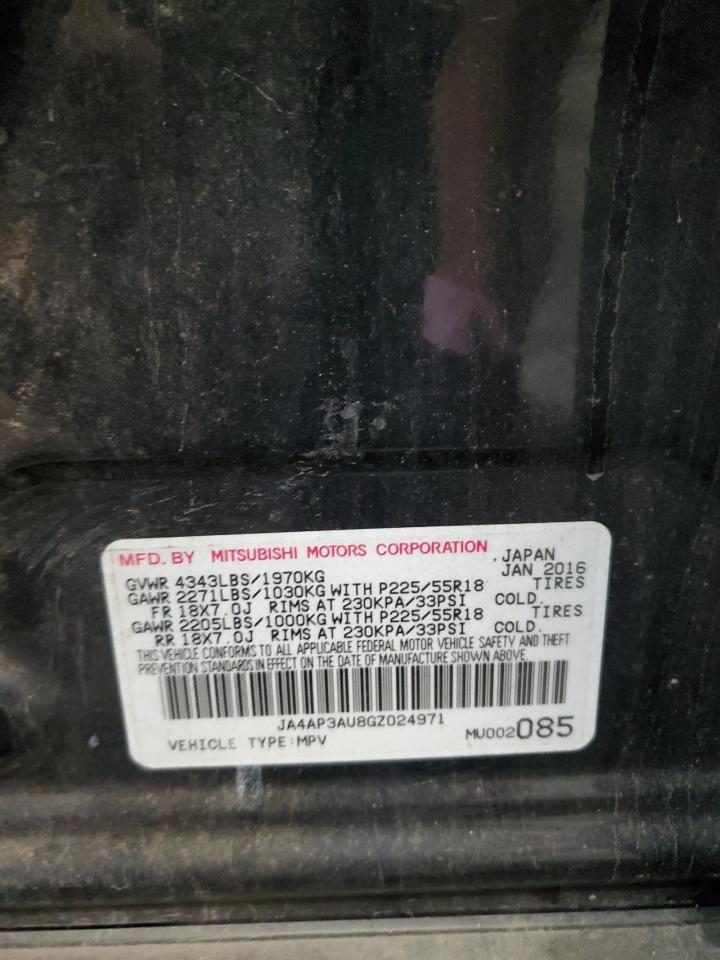 MFD. BY MITSUBISHI MOTORS CORPORATION , JAPAN
GVWR 4343LBS/1970KG JAN 2016
GAWR 2271LBS/1030KG WITH P225/55R18 TIRES
FR 18X7.0J RIMS AT 230KPA/33PSI COLD.
GAWR 2205LBS/1000KG WITH P225/55R18 TIRES
RR 18X7.0J RIMS AT 230KPA/33PSI COLD.
THIS VEHICLE CONFORMS TO ALL APPLICABLE FEDERAL MOTOR VEHICLE SAFETY AND THEFT
PREVENTION STANDARDS IN EFFECT ON THE DATE OF MANUFACTURE SHOWN ABOVE.
JA4AP3AU8GZ024971
VEHICLE TYPE:MPV MU002085